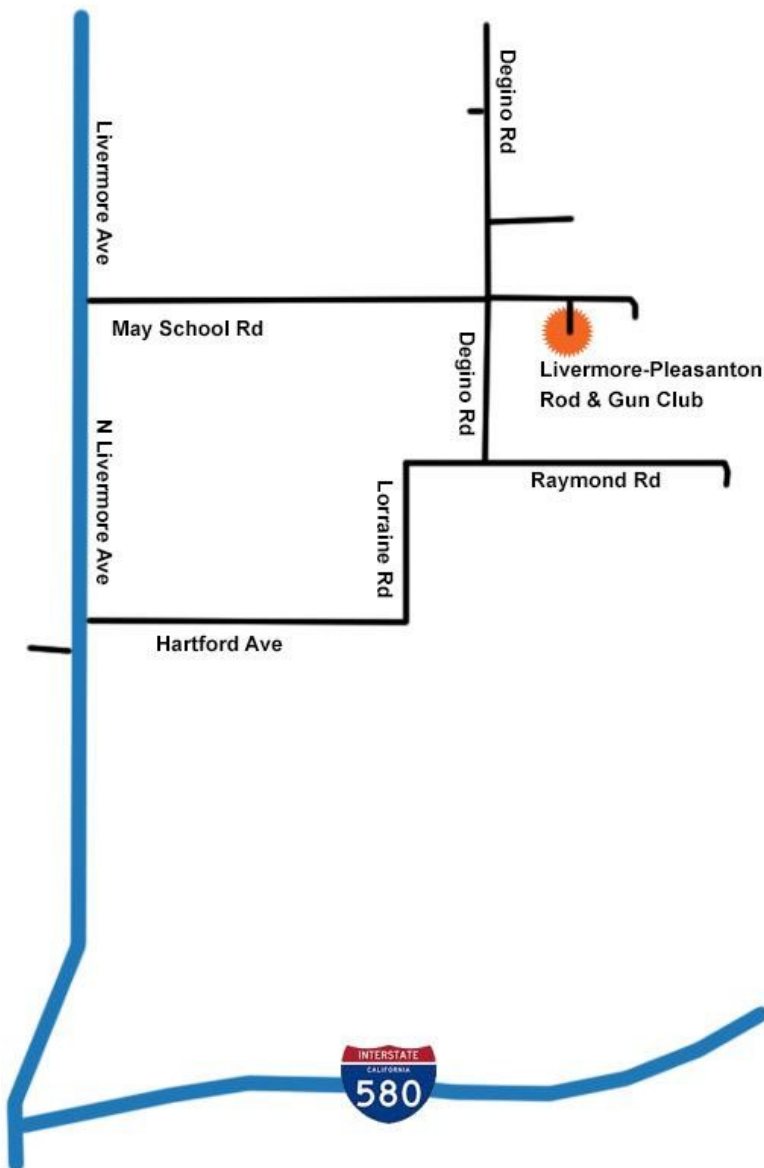 Livermore Ave
Degino Rd
May School Rd
Livermore-Pleasanton
Rod & Gun Club
Degino Rd
N Livermore Ave
Raymond Rd
Lorraine Rd
Hartford Ave
INTERSTATE
CALIFORNIA
580